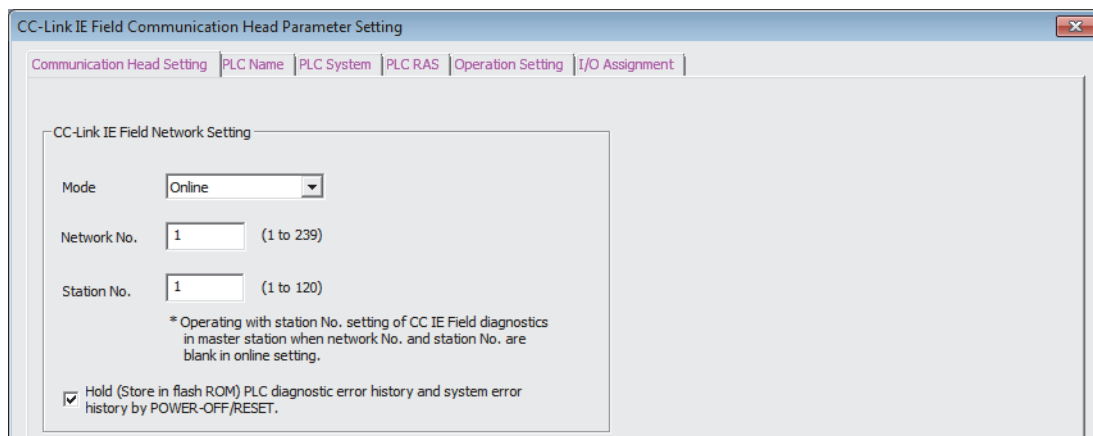 CC-Link IE Field Communication Head Parameter Setting
Communication Head Setting PLC Name PLC System PLC RAS Operation Setting I/O Assignment
CC-Link IE Field Network Setting
Mode Online
Network No. 1 (1 to 239)
Station No. 1 (1 to 120)
* Operating with station No. setting of CC IE Field diagnostics
in master station when network No. and station No. are
blank in online setting.
Hold (Store in flash ROM) PLC diagnostic error history and system error
history by POWER-OFF/RESET.